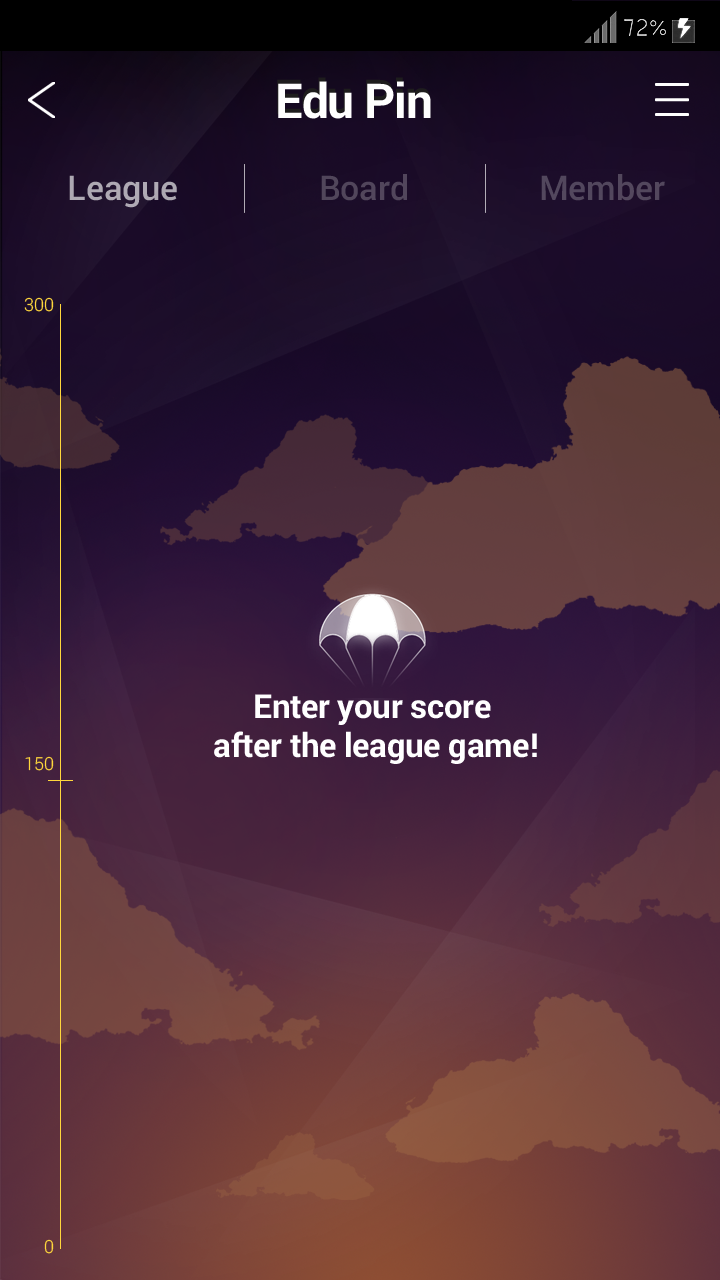 72%
Edu Pin
League
Board
Member
300
Enter your score
after the league game!
150
0